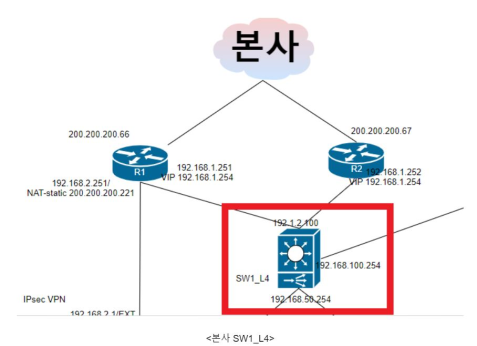 본사
200.200.200.66
200.200.200.67
R1
R2
192.168.1.251
VIP 192.168.1.254
192.168.1.252
VIP 192.168.1.254
192.168.2.251/
NAT-static 200.200.200.221
192.1.2.100
192.168.100.254
SW1_L4
192.168.50.254
IPsec VPN
192.168.2.1/EXT
<본사 SW1_L4>